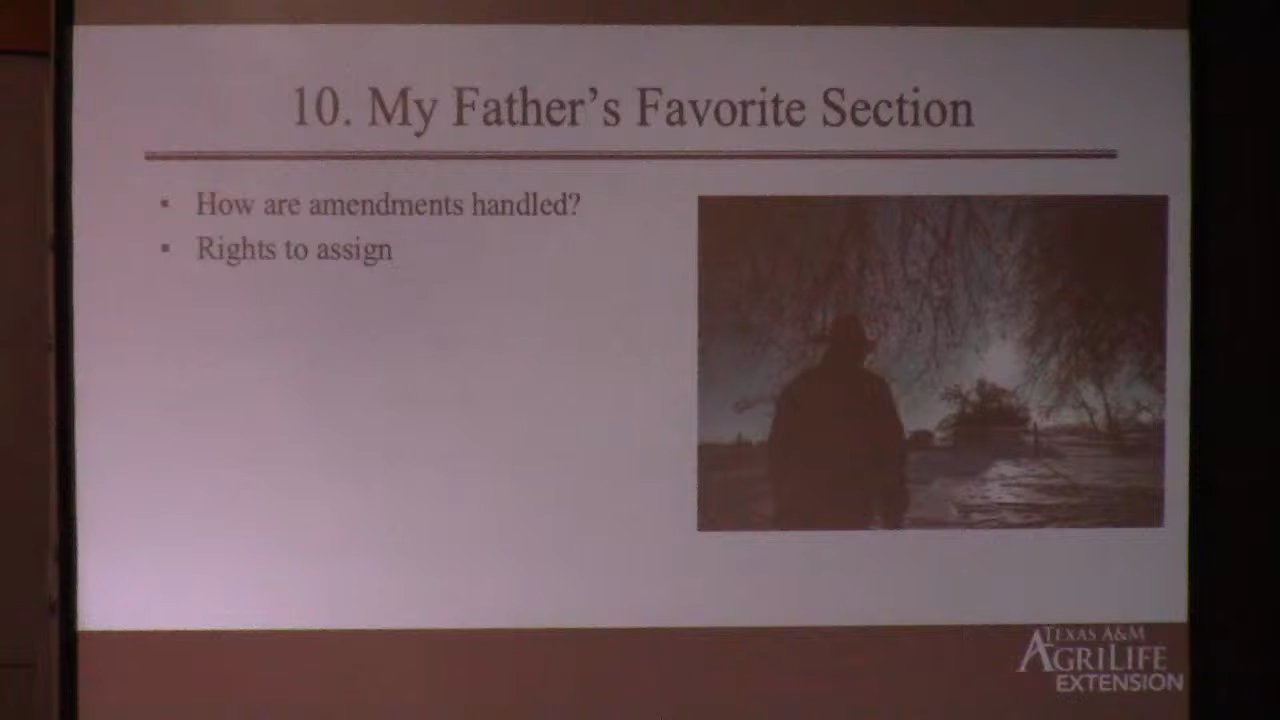 10. My Father's Favorite Section
▪ How are amendments handled?
▪ Rights to assign
TEXAS A&M
AGRILIFE
EXTENSION